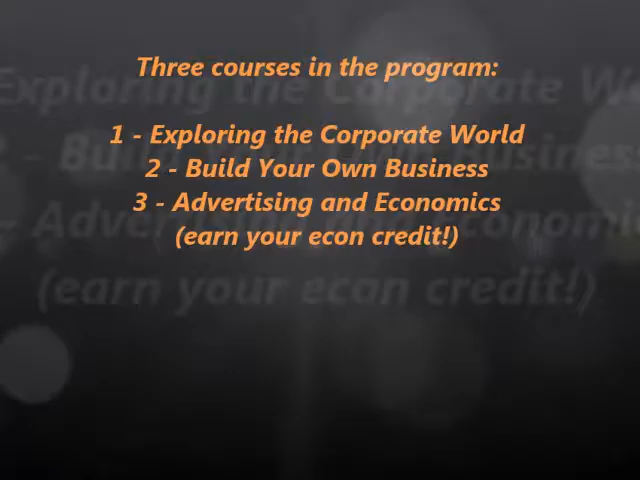 Three courses in the program:
1 - Exploring the Corporate World
2 - Build Your Own Business
3 - Advertising and Economics
(earn your econ credit!)